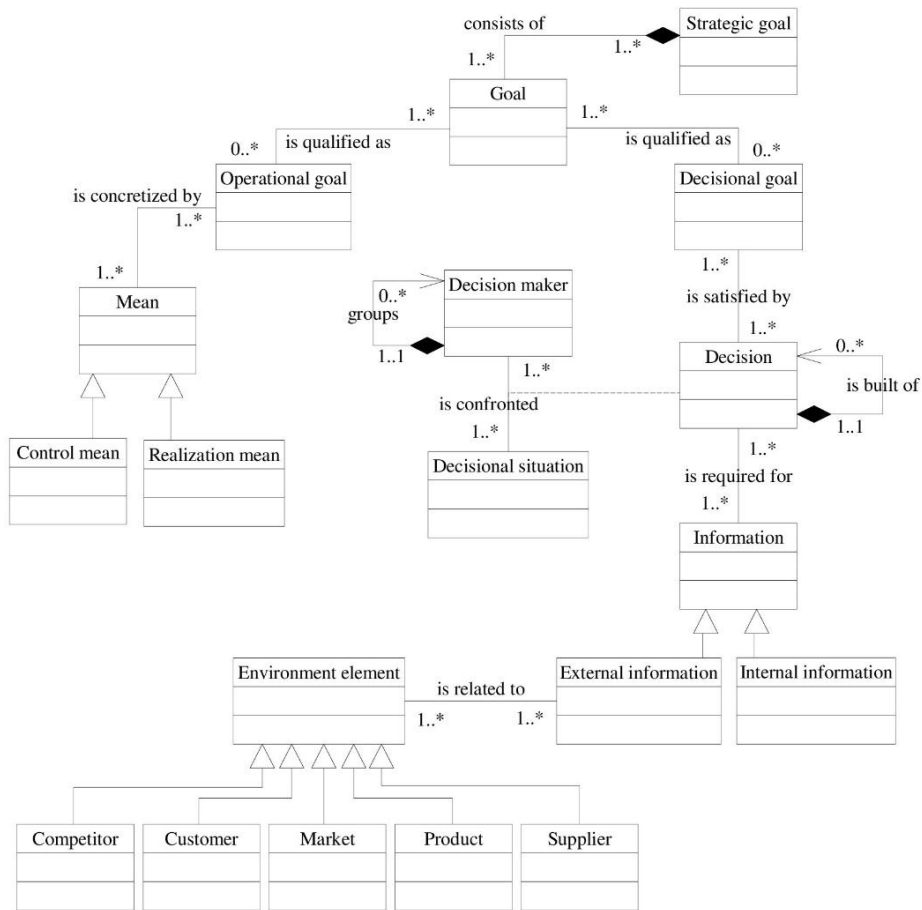 consists of
Strategic goal
1..*
1..*
Goal
1..*
1..*
is qualified as
is qualified as
0..*
0..*
Operational goal
Decisional goal
is concretized by
1..*
1..*
1..*
Mean
0..*
Decision maker
is satisfied by
groups
1..*
1..1
Decision
0..*
1..*
is built of
is confronted
1..1
1..*
1..*
Control mean
Realization mean
Decisional situation
is required for
1..*
Information
Environment element
External information
Internal information
is related to
1..*
1..*
Competitor
Customer
Market
Product
Supplier